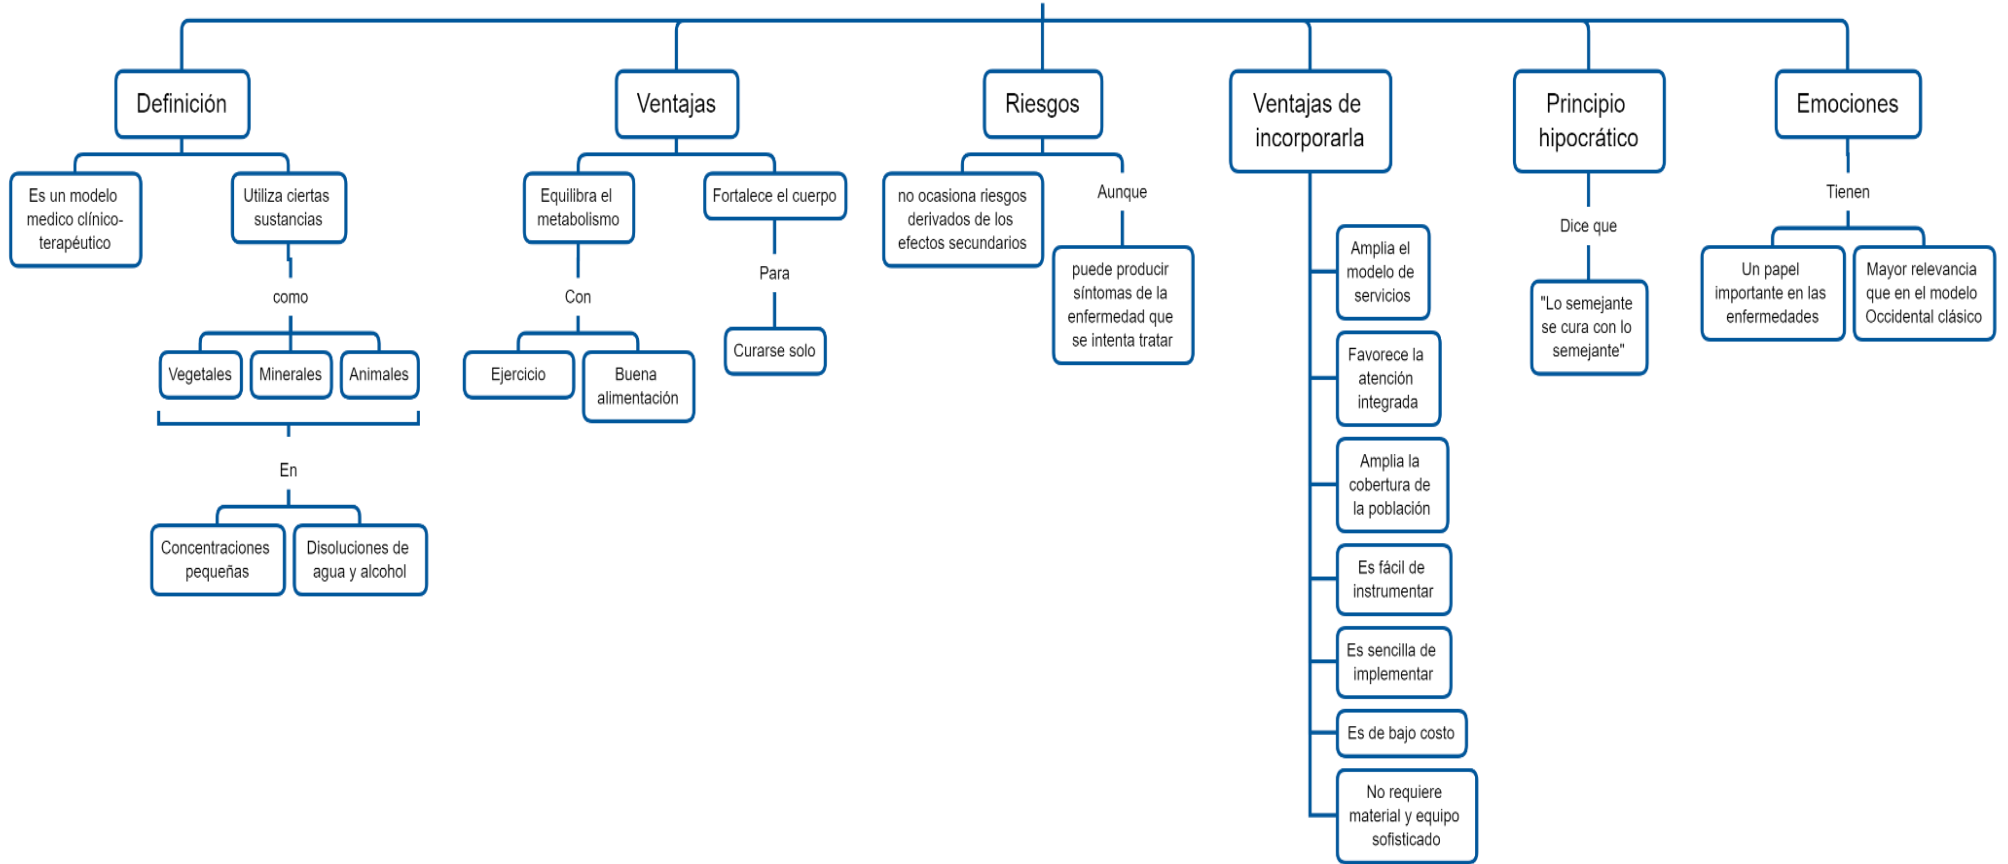 Definición
Es un modelo
medico clínico-
terapéutico
Utiliza ciertas
sustancias
como
Vegetales
Minerales
Animales
En
Concentraciones
pequeñas
Disoluciones de
agua y alcohol
Ventajas
Equilibra el
metabolismo
Con
Ejercicio
Buena
alimentación
Fortalece el cuerpo
Para
Curarse solo
Riesgos
no ocasiona riesgos
derivados de los
efectos secundarios
Aunque
puede producir
síntomas de la
enfermedad que
se intenta tratar
Ventajas de
incorporarla
Amplia el
modelo de
servicios
Favorece la
atención
integrada
Amplia la
cobertura de
la población
Es fácil de
instrumentar
Es sencilla de
implementar
Es de bajo costo
No requiere
material y equipo
sofisticado
Principio
hipocrático
Dice que
"Lo semejante
se cura con lo
semejante"
Emociones
Tienen
Un papel
importante en las
enfermedades
Mayor relevancia
que en el modelo
Occidental clásico